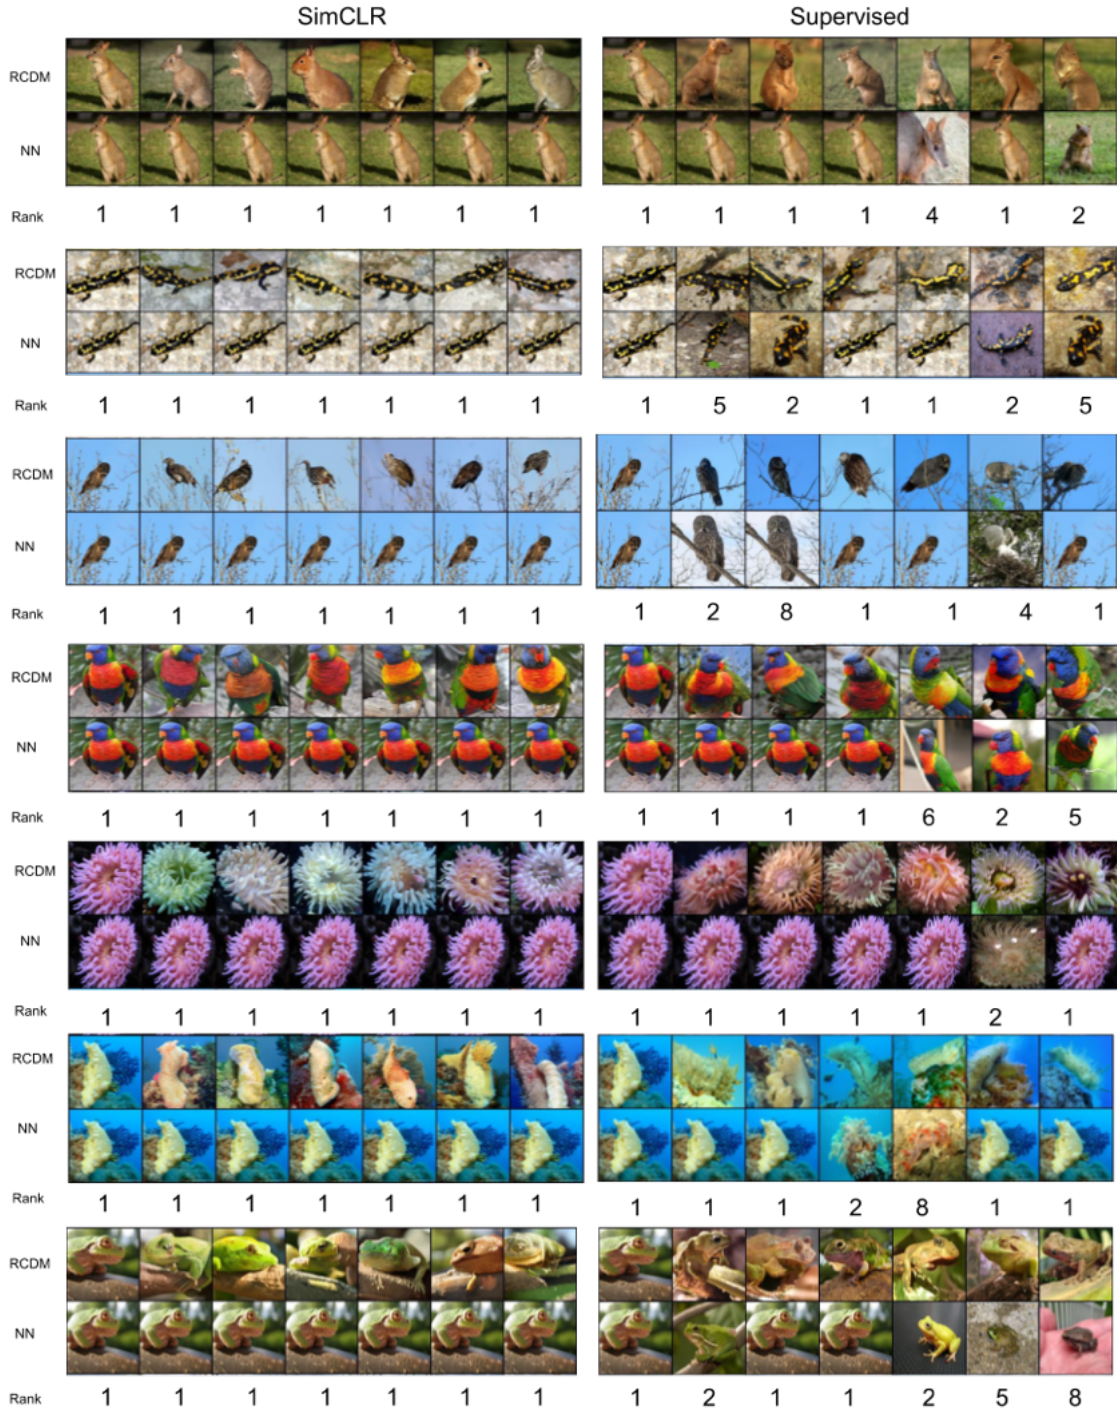 SimCLR Supervised
RCDM
NN
Rank 1 1 1 1 1 1 1 1 1 1 1 4 1 2
RCDM
NN
Rank 1 1 1 1 1 1 1 1 5 2 1 1 2 5
RCDM
NN
Rank 1 1 1 1 1 1 1 1 2 8 1 1 4 1
RCDM
NN
Rank 1 1 1 1 1 1 1 1 1 1 1 6 2 5
RCDM
NN
Rank 1 1 1 1 1 1 1 1 1 1 1 1 2 1
RCDM
NN
Rank 1 1 1 1 1 1 1 1 1 1 2 8 1 1
RCDM
NN
Rank 1 1 1 1 1 1 1 1 2 1 1 2 5 8